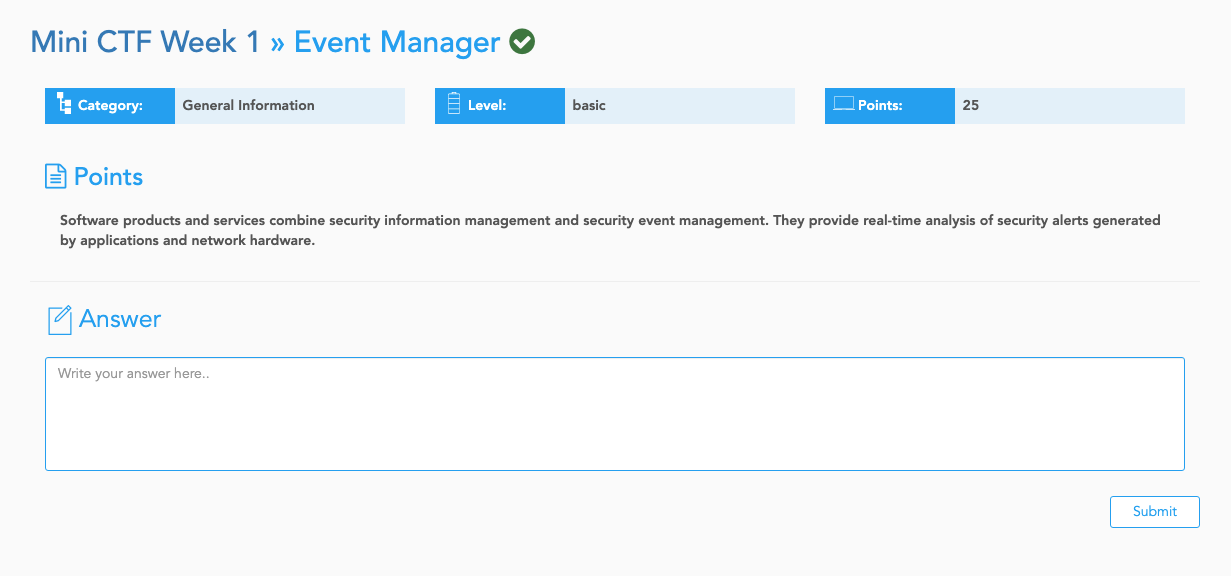 Mini CTF Week 1 » Event Manager
Category: General Information Level: basic Points: 25
Points
Software products and services combine security information management and security event management. They provide real-time analysis of security alerts generated
by applications and network hardware.
Answer
Write your answer here..
Submit